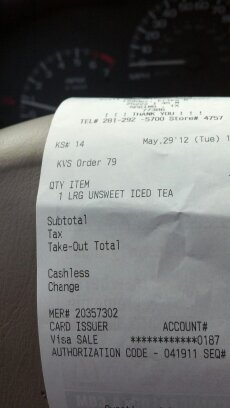 ! ! ! THANK YOU ! ! !
TEL# 281-292 -5700 Store# 4757
KS# 14 May.29'12 (Tue) 1
KVS Order 79
QTY ITEM
1 LRG UNSWEET ICED TEA
Subtotal
Tax
Take-Out Total
Cashless
Change
MER# 20357302
CARD ISSUER ACCOUNT#
Visa SALE ************0187
AUTHORIZATION CODE - 041911 SEQ#